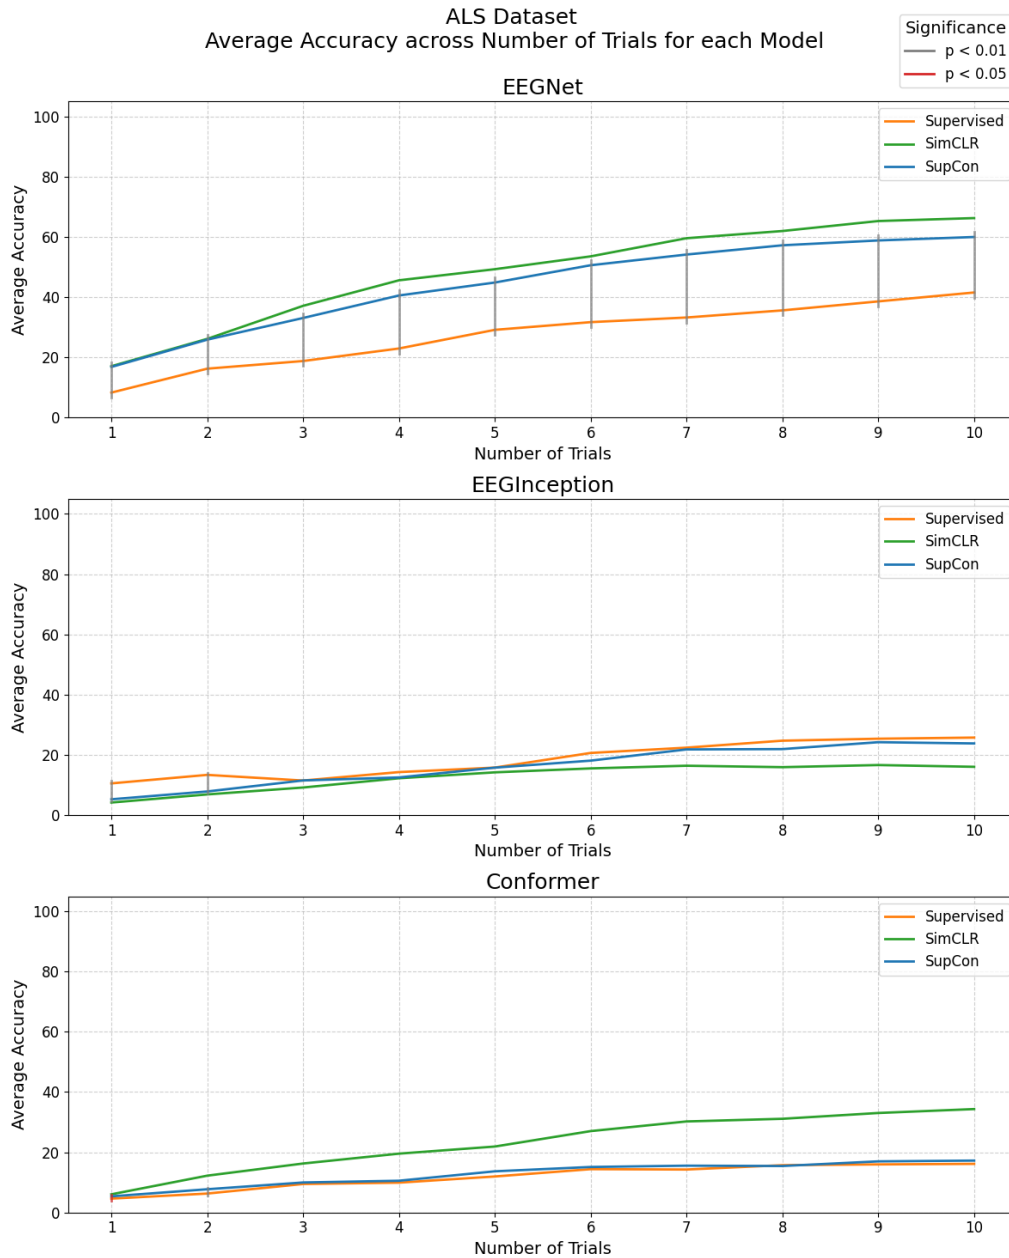 ALS Dataset
Average Accuracy across Number of Trials for each Model
Significance
p < 0.01
p < 0.05
EEGNet
Average Accuracy
100
80
60
40
20
0
Supervised
SimCLR
SupCon
1 2 3 4 5 6 7 8 9 10
Number of Trials
EEGInception
Average Accuracy
100
80
60
40
20
0
Supervised
SimCLR
SupCon
1 2 3 4 5 6 7 8 9 10
Number of Trials
Conformer
Average Accuracy
100
80
60
40
20
0
Supervised
SimCLR
SupCon
1 2 3 4 5 6 7 8 9 10
Number of Trials